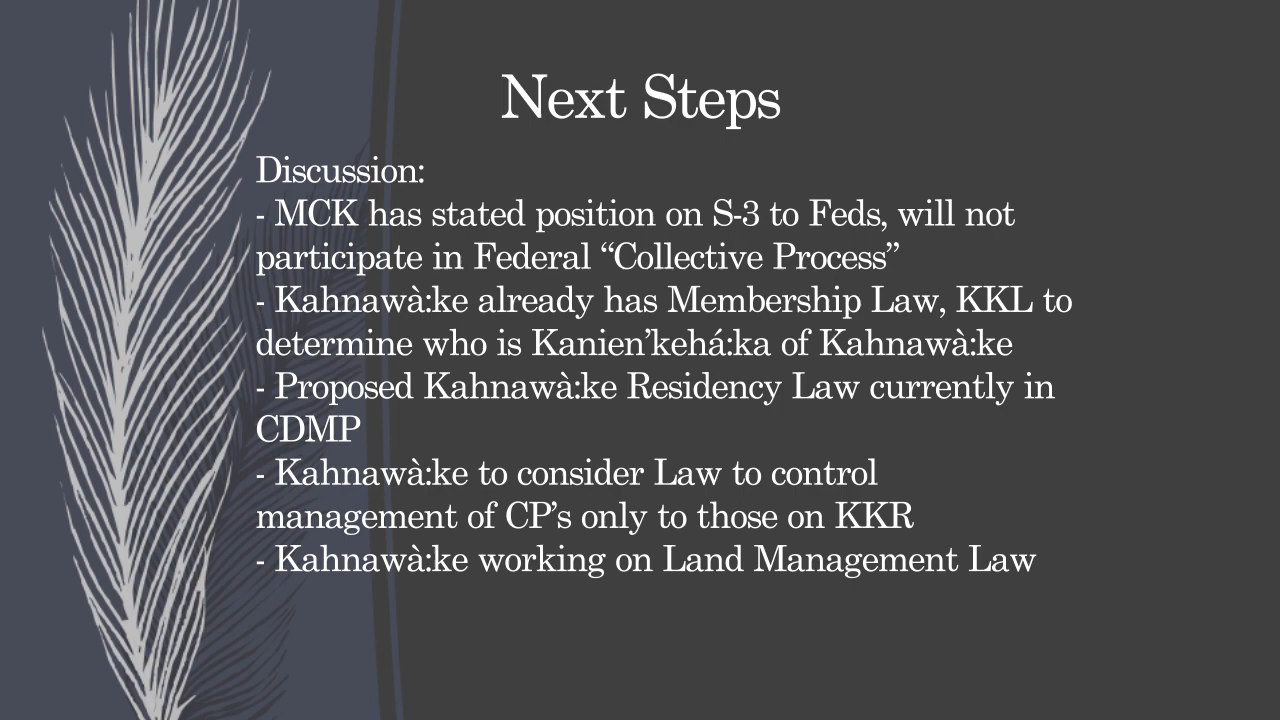 Next Steps
Discussion:
- MCK has stated position on S-3 to Feds, will not
participate in Federal “Collective Process”
- Kahnawà:ke already has Membership Law, KKL to
determine who is Kanien’kehá:ka of Kahnawà:ke
- Proposed Kahnawà:ke Residency Law currently in
CDMP
- Kahnawà:ke to consider Law to control
management of CP’s only to those on KKR
- Kahnawà:ke working on Land Management Law